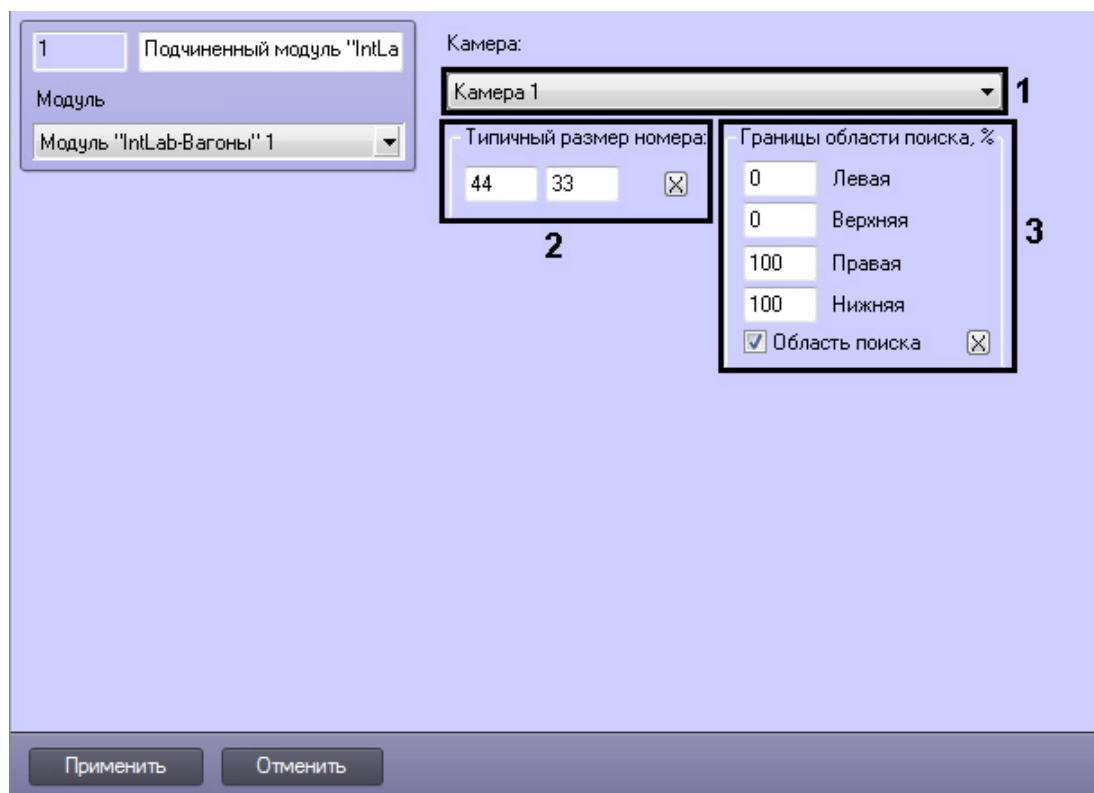 1
Подчиненный модуль "IntLa
Модуль
Модуль "IntLab-Вагоны" 1
Камера:
Камера 1
1
Типичный размер номера:
44 33
2
Границы области поиска, %
0 Левая
0 Верхняя
100 Правая
100 Нижняя
Область поиска
3
Применить
Отменить